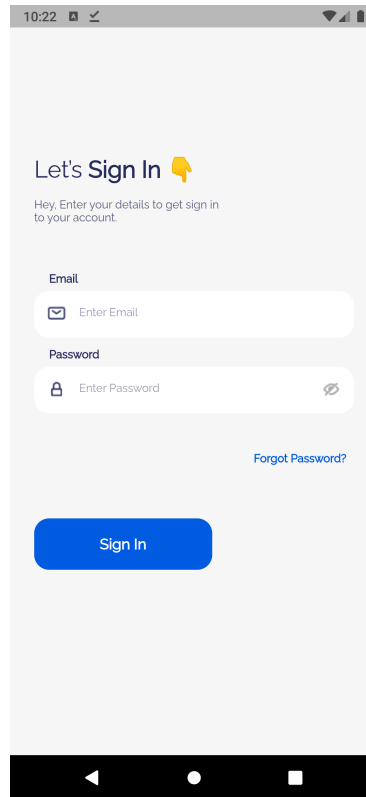 10:22
Let's Sign In 👇
Hey, Enter your details to get sign in
to your account.
Email
Enter Email
Password
Enter Password
Forgot Password?
Sign In